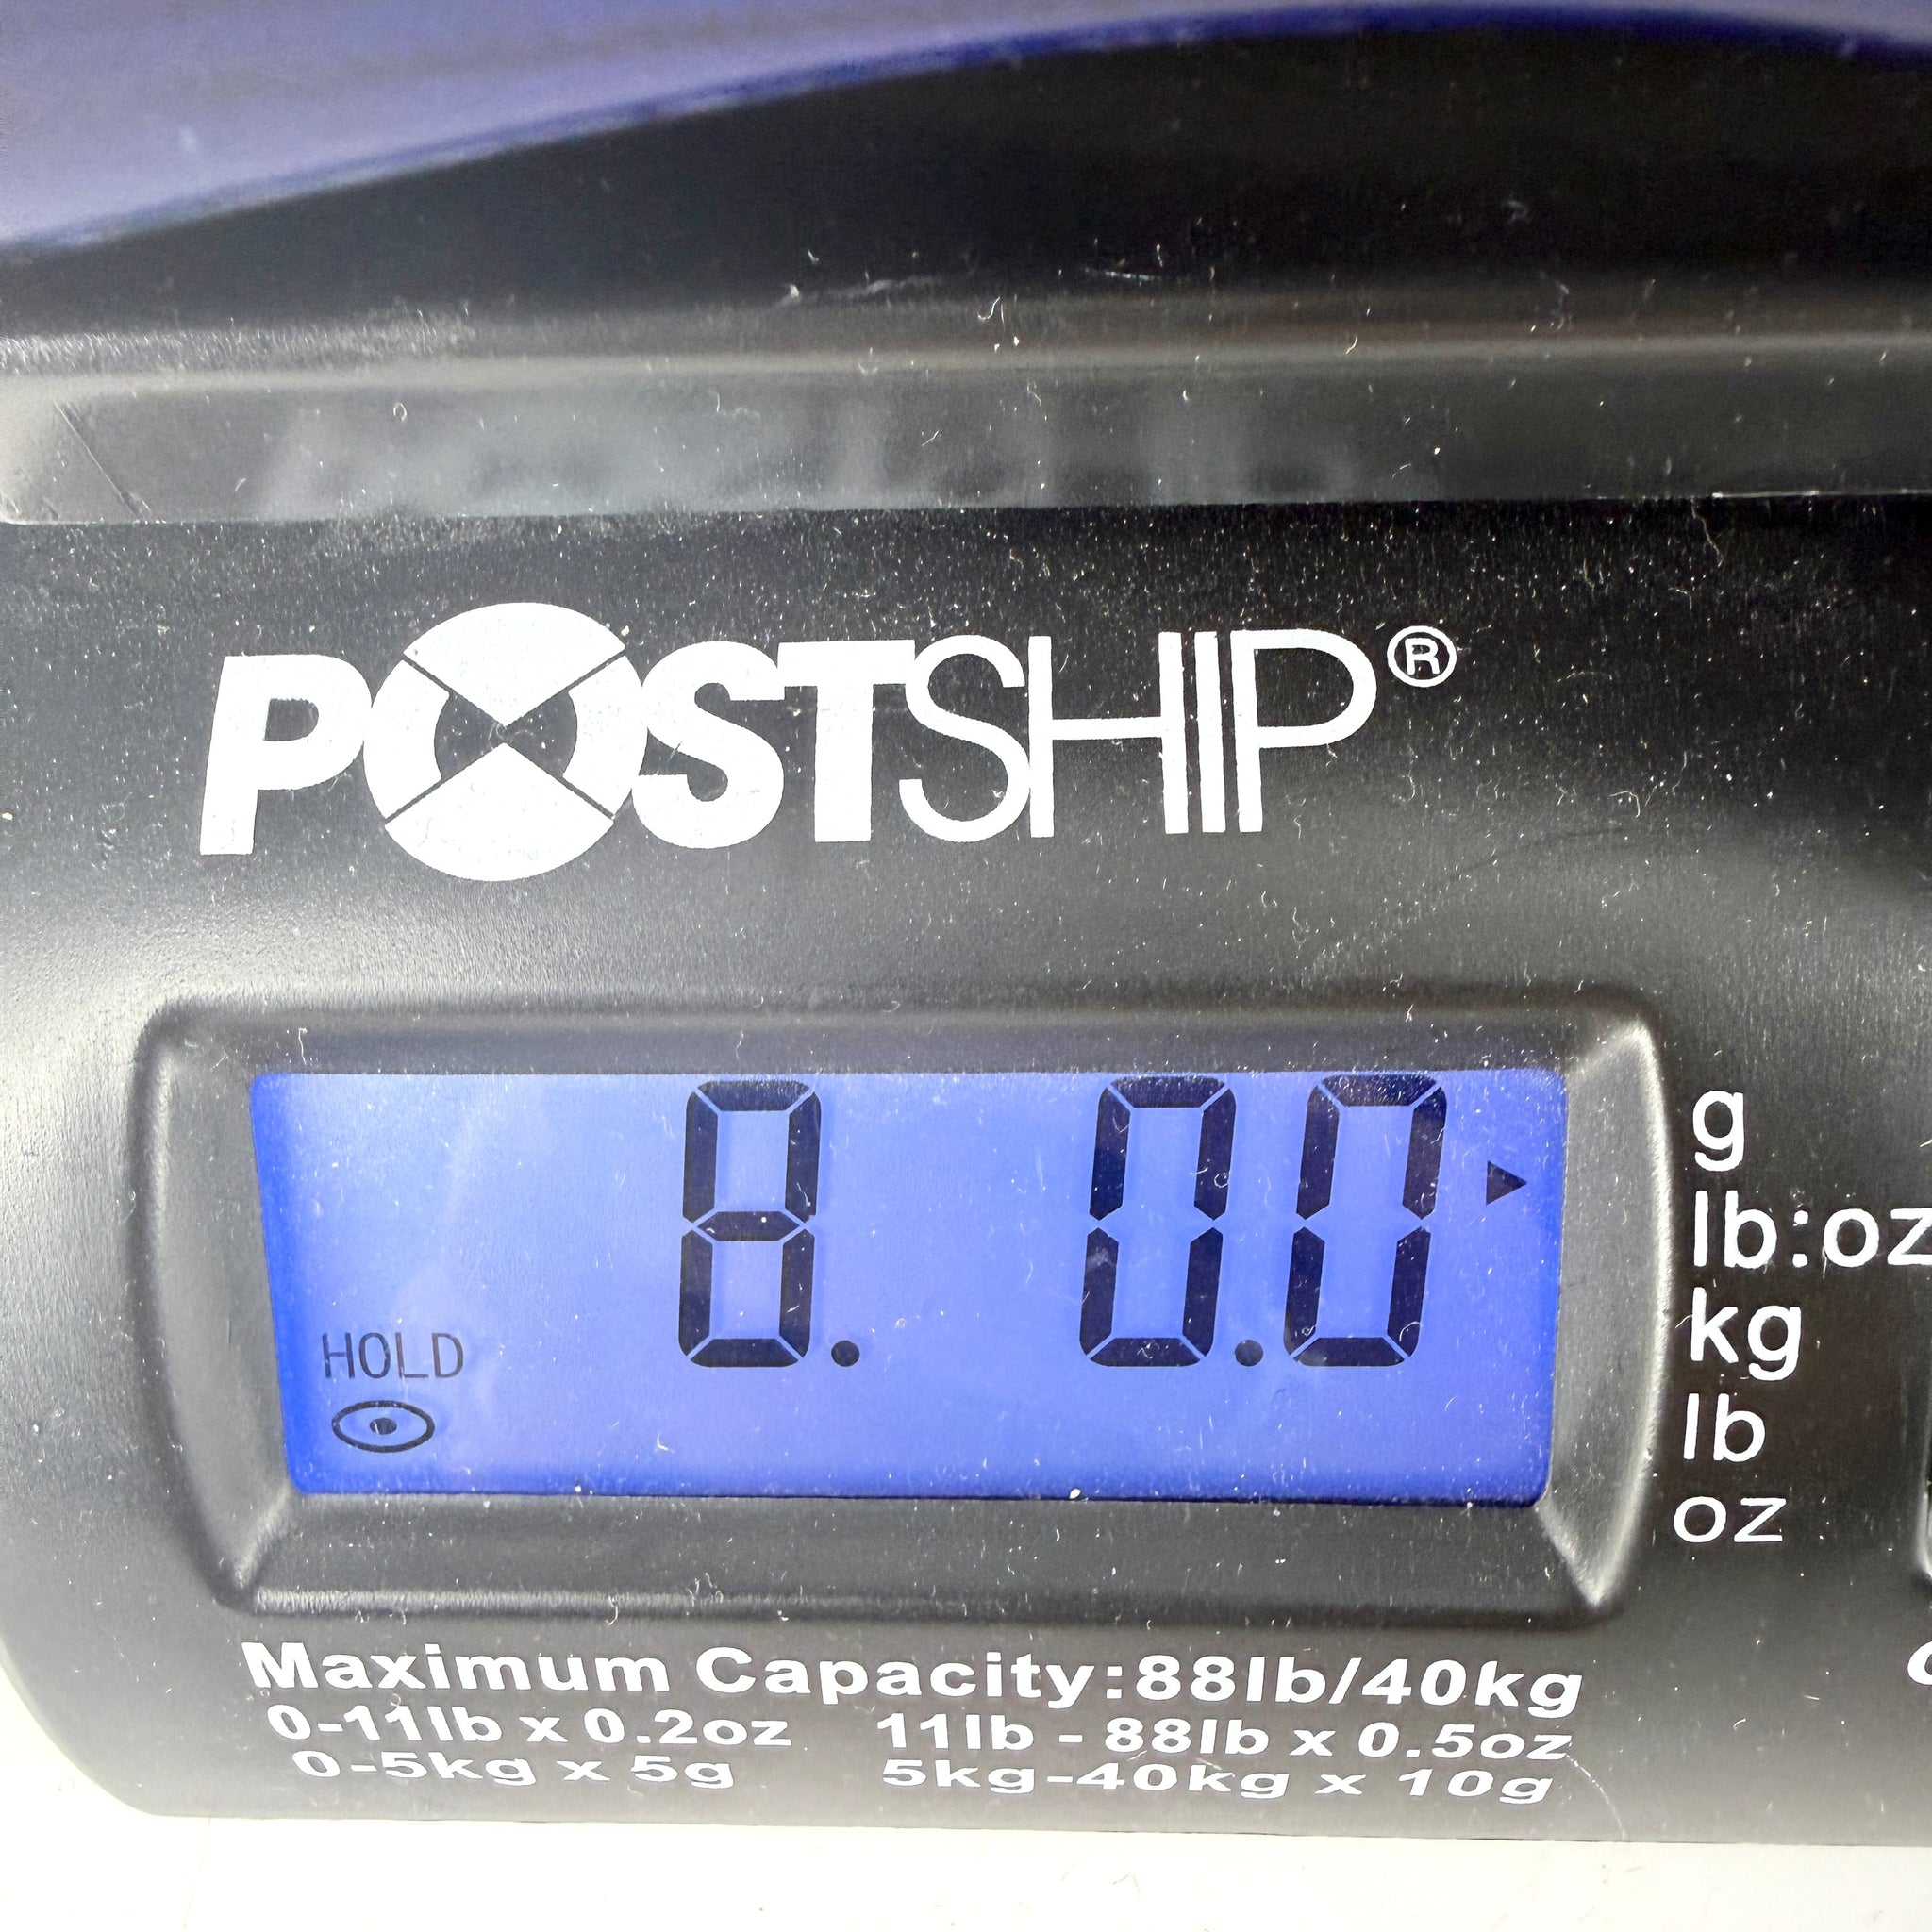 POSTSHIP®
8. 0.0
HOLD
g
lb:oz
kg
lb
oz
Maximum Capacity:88lb/40kg
0-11lb x 0.2oz 11lb - 88lb x 0.5oz
0-5kg x 5g 5kg-40kg x 10g